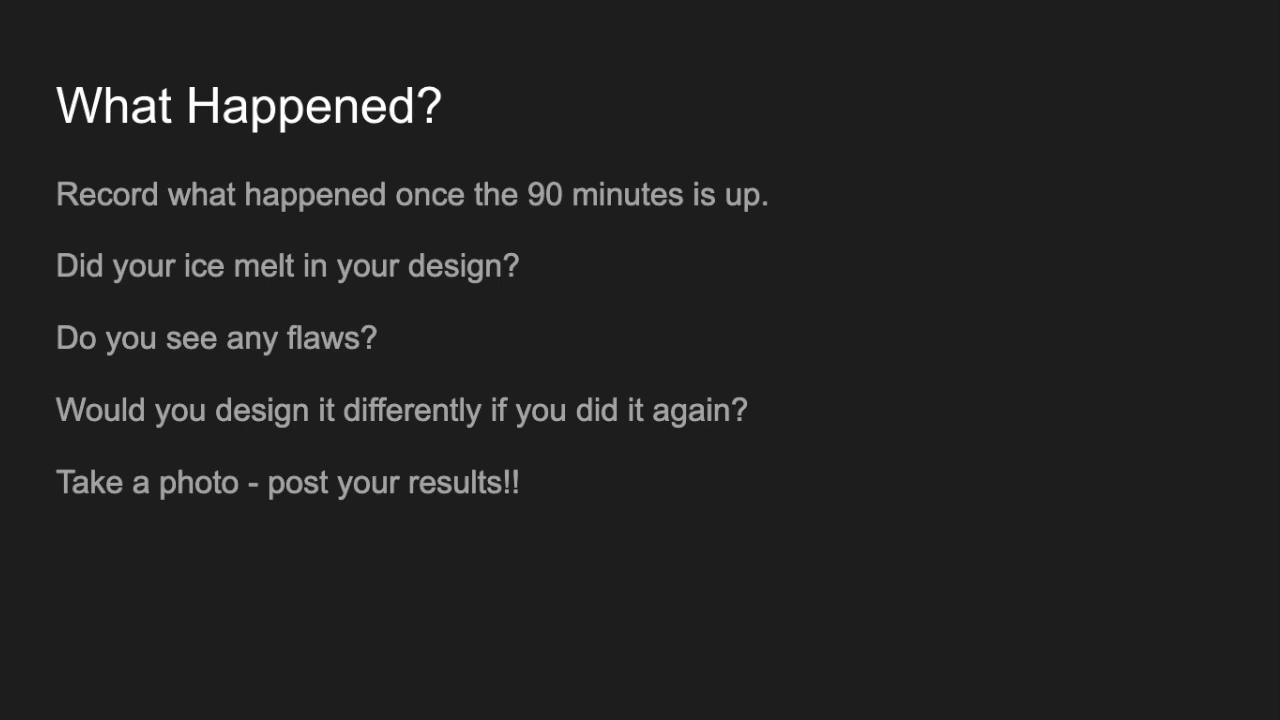 What Happened?
Record what happened once the 90 minutes is up.
Did your ice melt in your design?
Do you see any flaws?
Would you design it differently if you did it again?
Take a photo - post your results!!